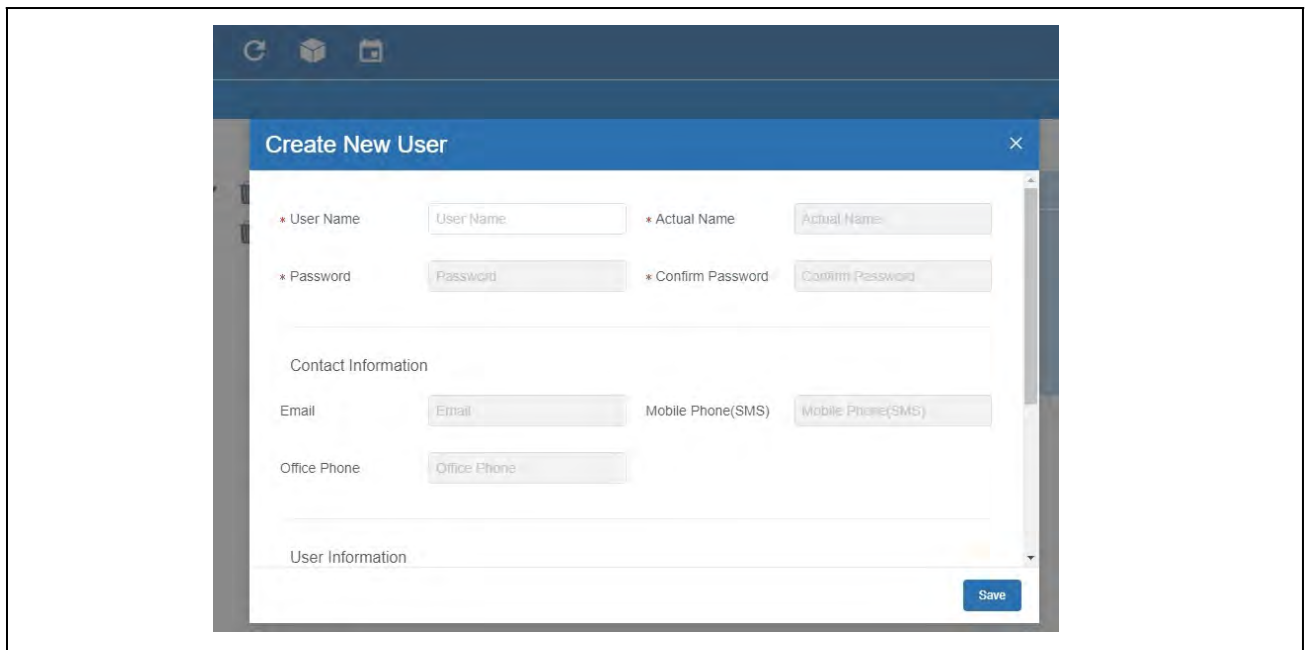 Create New User ×
* User Name User Name * Actual Name Actual Name
* Password Password * Confirm Password Confirm Password
Contact Information
Email Email Mobile Phone(SMS) Mobile Phone(SMS)
Office Phone Office Phone
User Information
Save